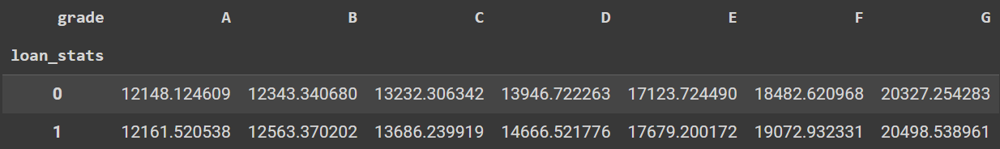 grade A B C D E F G
loan_stats
0 12148.124609 12343.340680 13232.306342 13946.722263 17123.724490 18482.620968 20327.254283
1 12161.520538 12563.370202 13686.239919 14666.521776 17679.200172 19072.932331 20498.538961